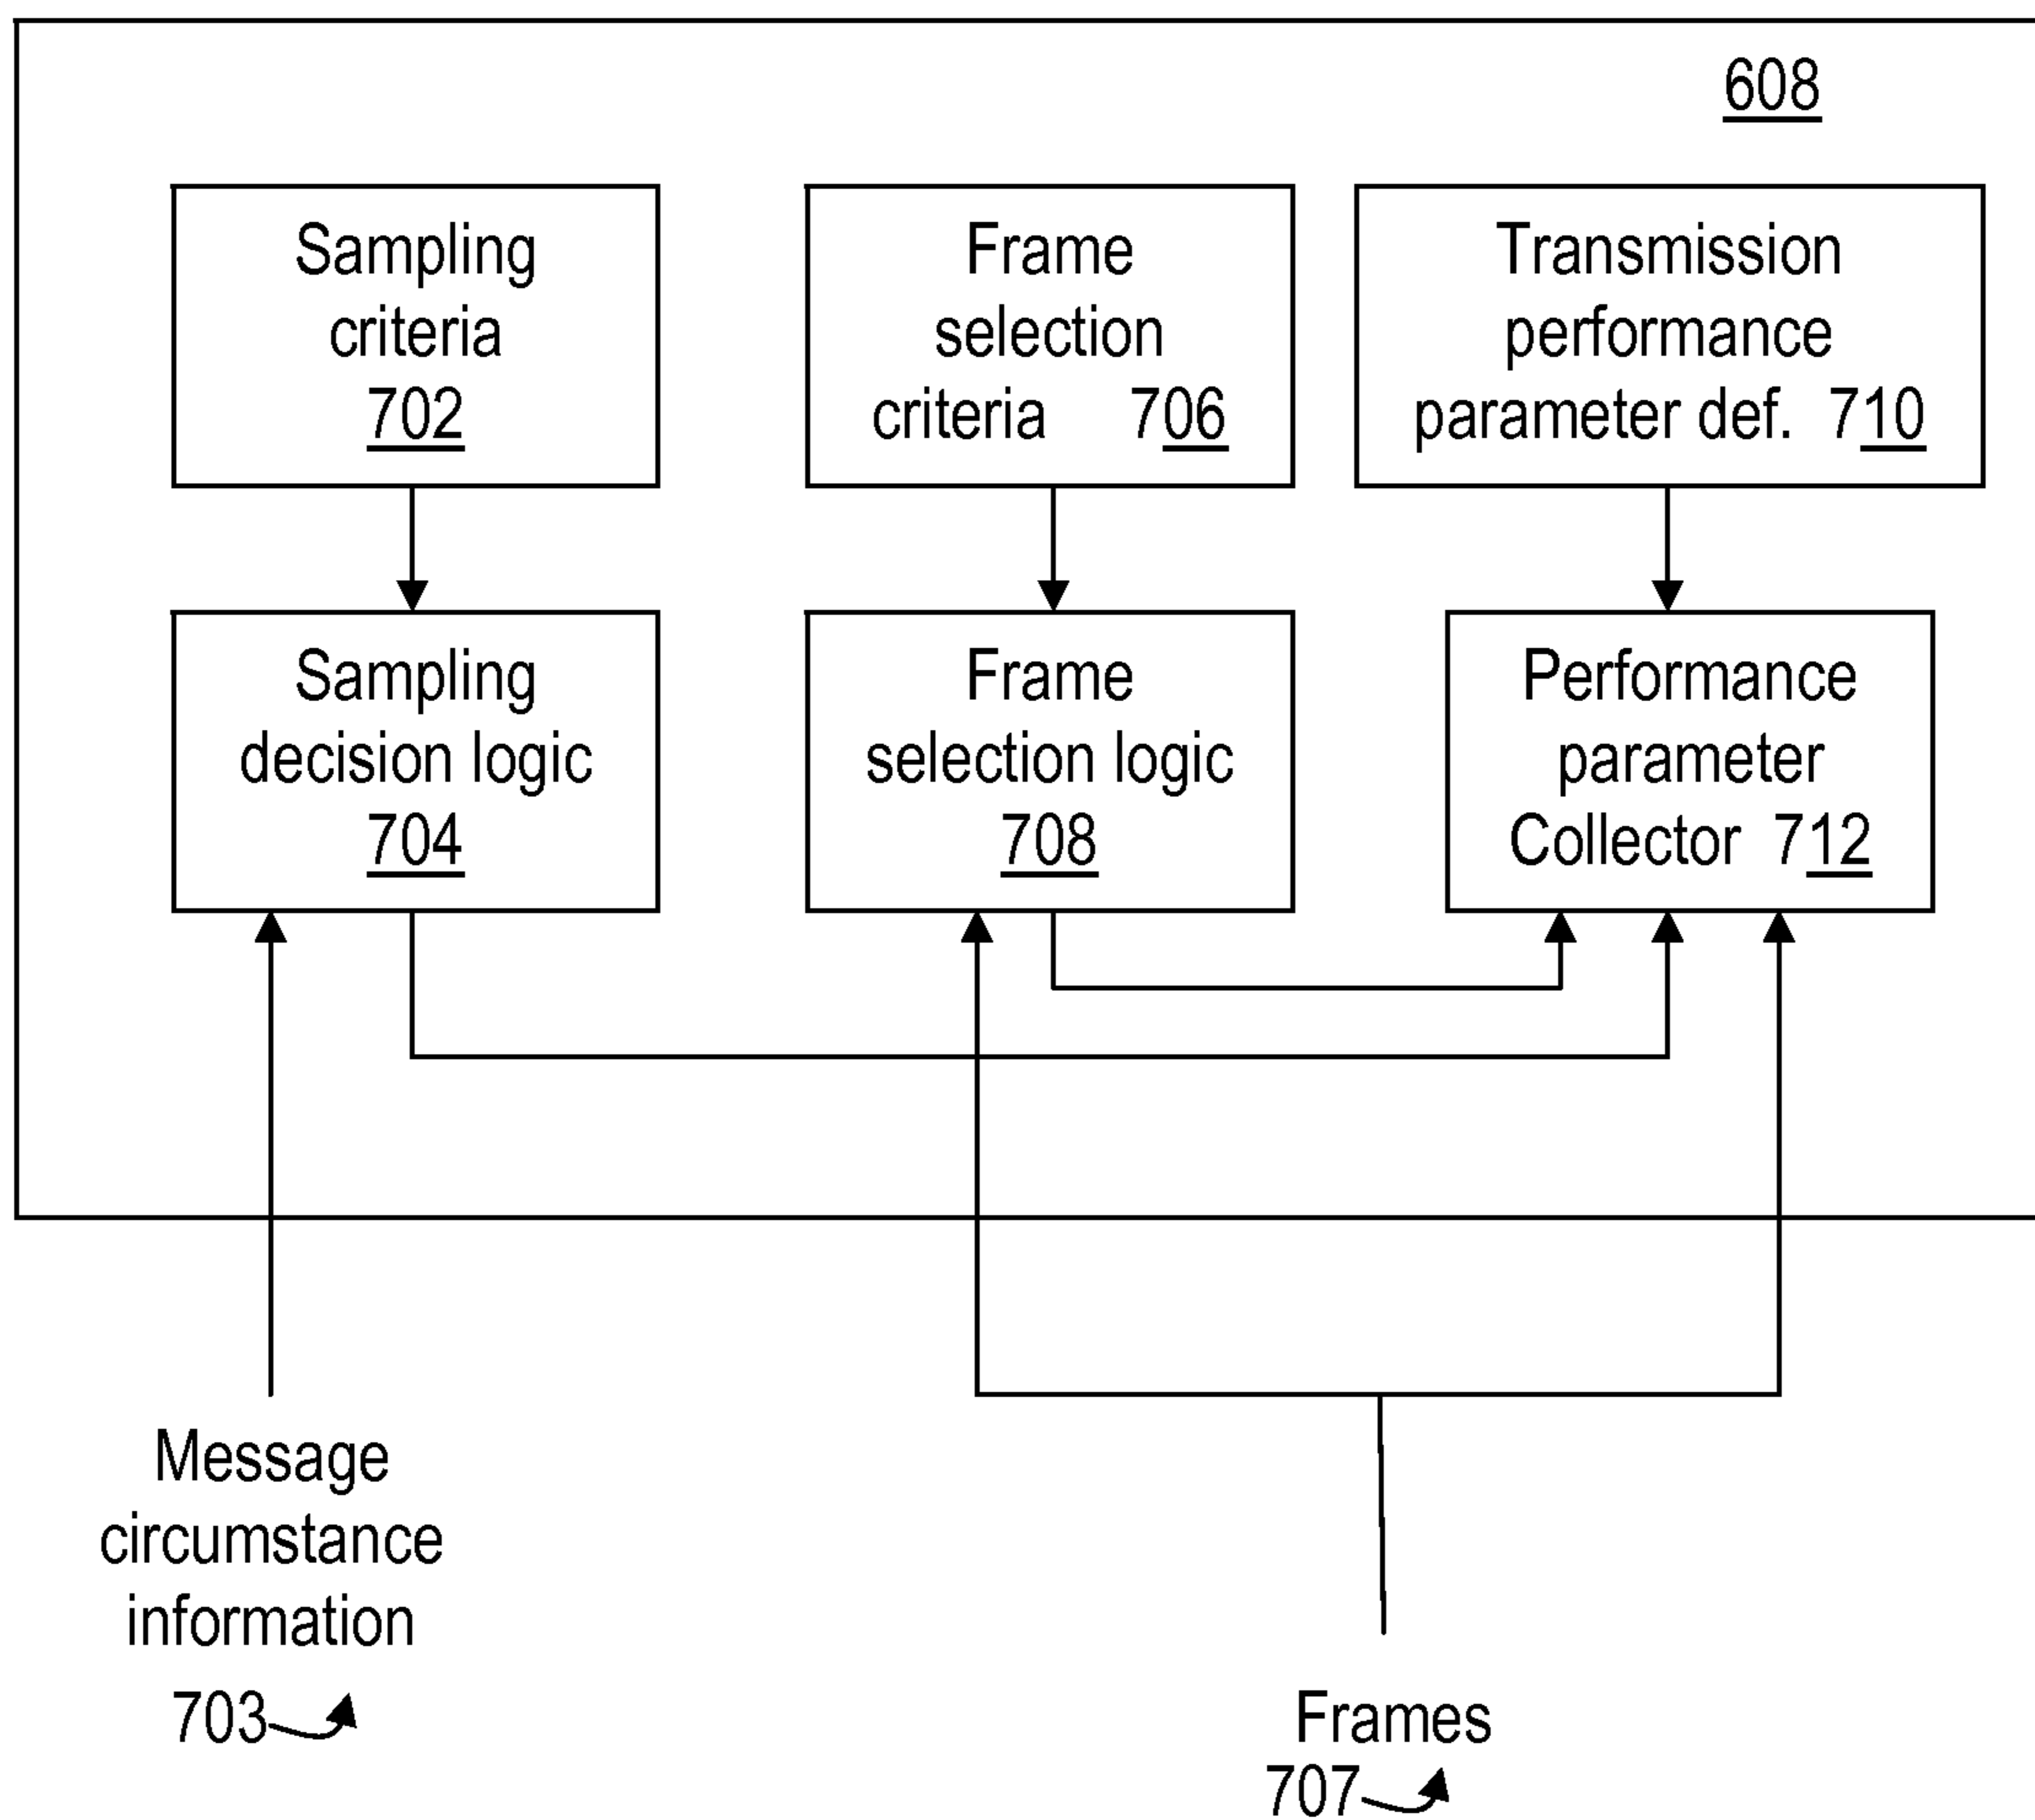 608
Sampling
criteria
702
Frame
selection
criteria 706
Transmission
performance
parameter def. 710
Sampling
decision logic
704
Frame
selection logic
708
Performance
parameter
Collector 712
Message
circumstance
information
703
Frames
707